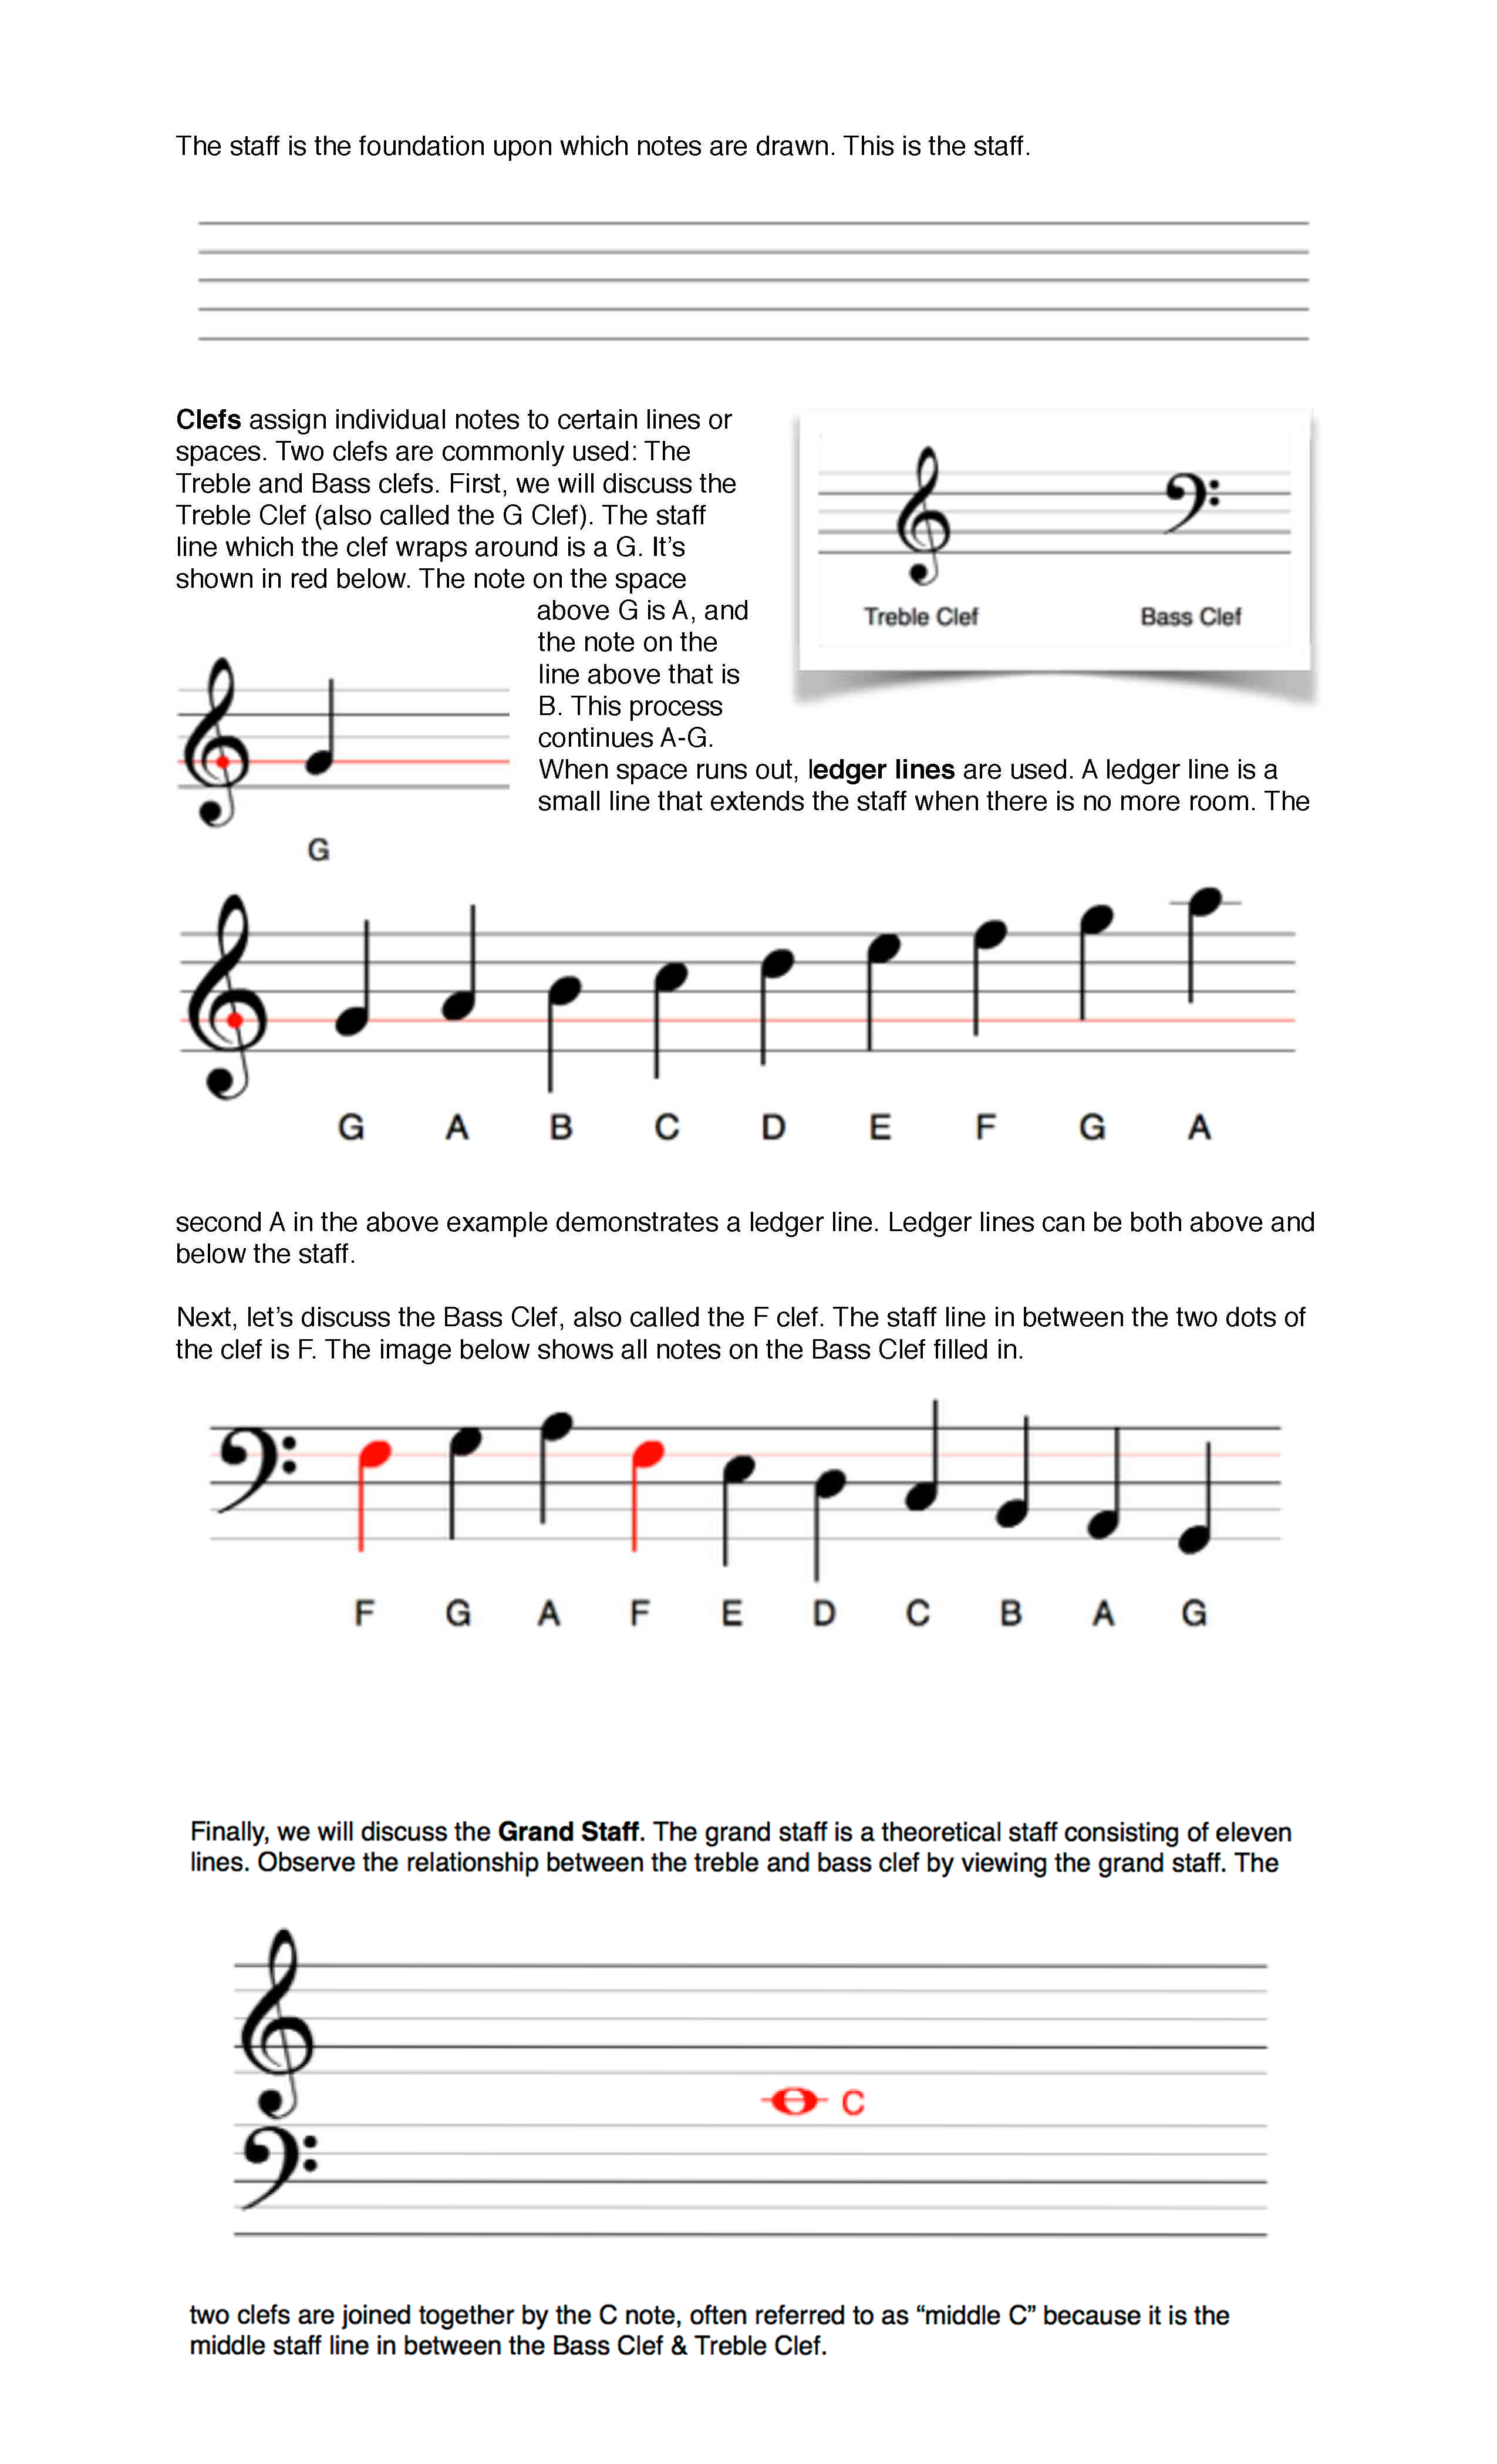 The staff is the foundation upon which notes are drawn. This is the staff.
Clefs assign individual notes to certain lines or
spaces. Two clefs are commonly used: The
Treble and Bass clefs. First, we will discuss the
Treble Clef (also called the G Clef). The staff
line which the clef wraps around is a G. It’s
shown in red below. The note on the space
above G is A, and
the note on the
line above that is
B. This process
continues A-G.
Treble Clef Bass Clef
When space runs out, ledger lines are used. A ledger line is a
small line that extends the staff when there is no more room. The
G
G A B C D E F G A
second A in the above example demonstrates a ledger line. Ledger lines can be both above and
below the staff.
Next, let’s discuss the Bass Clef, also called the F clef. The staff line in between the two dots of
the clef is F. The image below shows all notes on the Bass Clef filled in.
F G A F E D C B A G
Finally, we will discuss the Grand Staff. The grand staff is a theoretical staff consisting of eleven
lines. Observe the relationship between the treble and bass clef by viewing the grand staff. The
C
two clefs are joined together by the C note, often referred to as “middle C” because it is the
middle staff line in between the Bass Clef & Treble Clef.